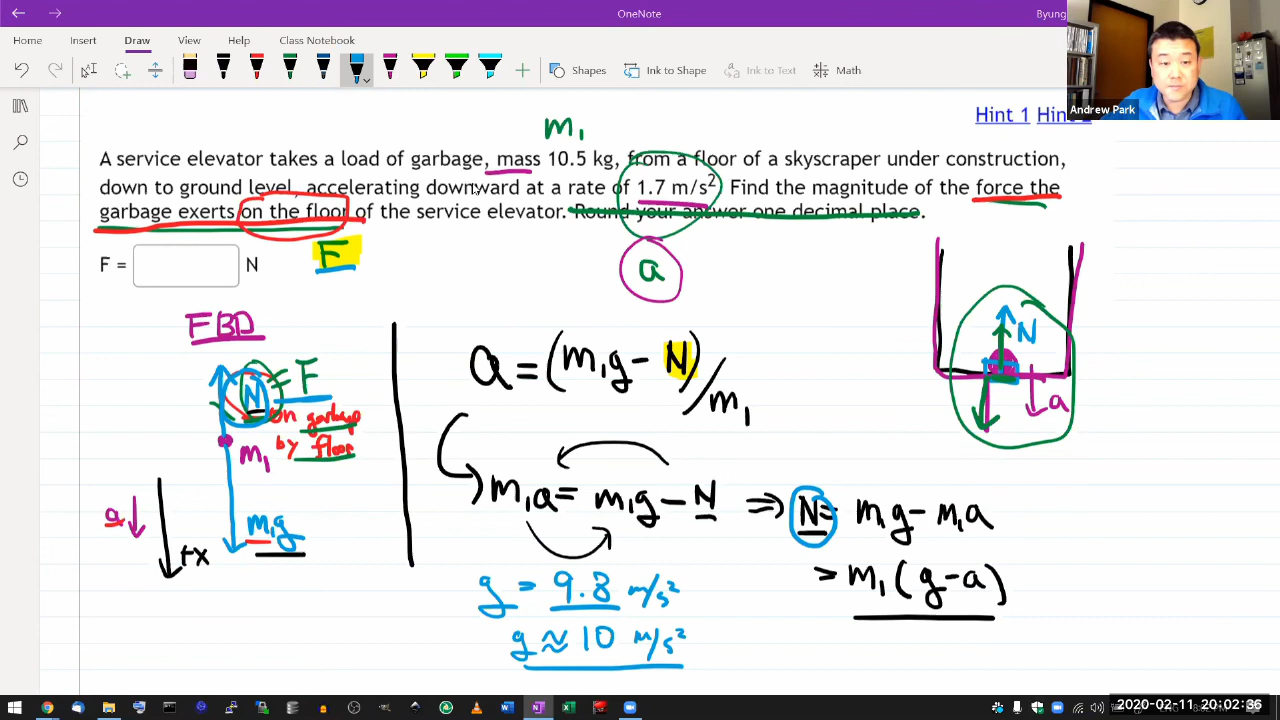 OneNote
Byung
Home Insert Draw View Help Class Notebook
Shapes Ink to Shape Ink to Text Math
Andrew Park
Hint 1 Hint
m₁
A service elevator takes a load of garbage, mass 10.5 kg, from a floor of a skyscraper under construction,
down to ground level, accelerating downward at a rate of 1.7 m/s². Find the magnitude of the force the
garbage exerts on the floor of the service elevator. Round your answer one decimal place.
F = N
F
a
FBD
N = F
on garbage
by floor
m₁
m₁g
a
+x
a = (m₁g - N)/m₁
m₁a = m₁g - N ⇒ N = m₁g - m₁a
= m₁(g - a)
g = 9.8 m/s²
g ≈ 10 m/s²
N
a
2020-02-11 20:02:36